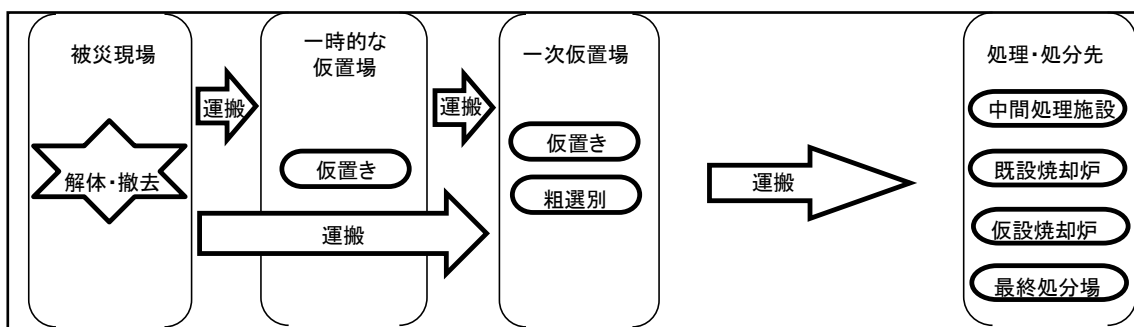 被災現場
運搬
解体・撤去
一時的な
仮置場
仮置き
運搬
運搬
一次仮置場
仮置き
粗選別
運搬
処理・処分先
中間処理施設
既設焼却炉
仮設焼却炉
最終処分場